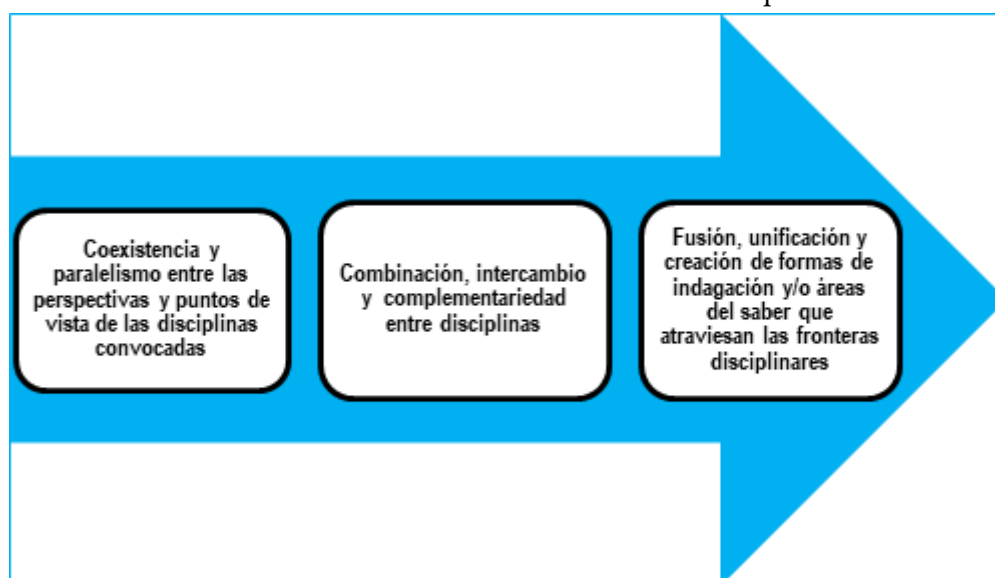 Coexistencia y
paralelismo entre las
perspectivas y puntos de
vista de las disciplinas
convocadas
Combinación, intercambio
y complementariedad
entre disciplinas
Fusión, unificación y
creación de formas de
indagación y/o áreas
del saber que
atraviesan las fronteras
disciplinares